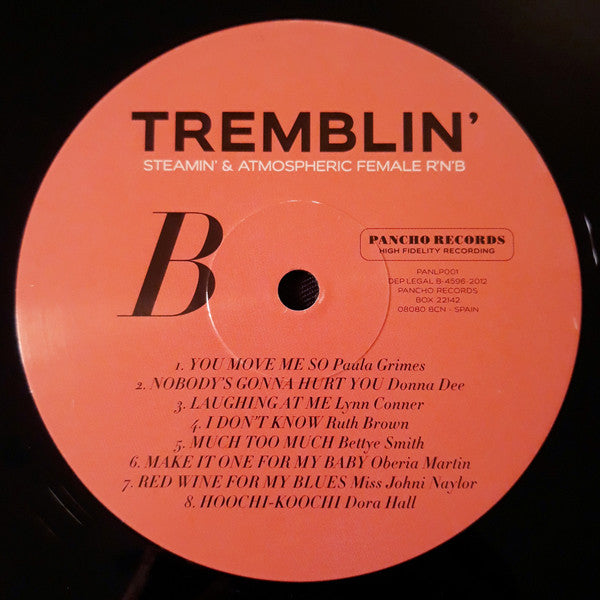 TREMBLIN'
STEAMIN' & ATMOSPHERIC FEMALE R'N'B
B
PANCHO RECORDS
HIGH FIDELITY RECORDING
PANLP001
DEP.LEGAL B-4596-2012
PANCHO RECORDS
BOX 22142
08080 BCN - SPAIN
1. YOU MOVE ME SO Paula Grimes
2. NOBODY'S GONNA HURT YOU Donna Dee
3. LAUGHING AT ME Lynn Conner
4. I DON'T KNOW Ruth Brown
5. MUCH TOO MUCH Bettye Smith
6. MAKE IT ONE FOR MY BABY Oberia Martin
7. RED WINE FOR MY BLUES Miss Johni Naylor
8. HOOCHI-KOOCHI Dora Hall